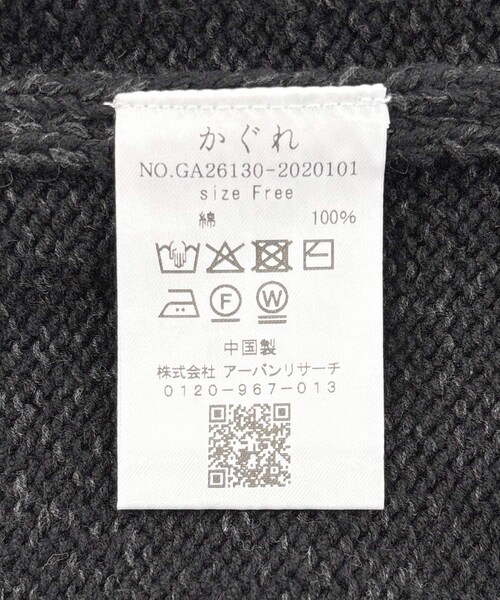 かぐれ
NO.GA26130-2020101
size Free
綿 100%
F W
中国製
株式会社 アーバンリサーチ
0120-967-013